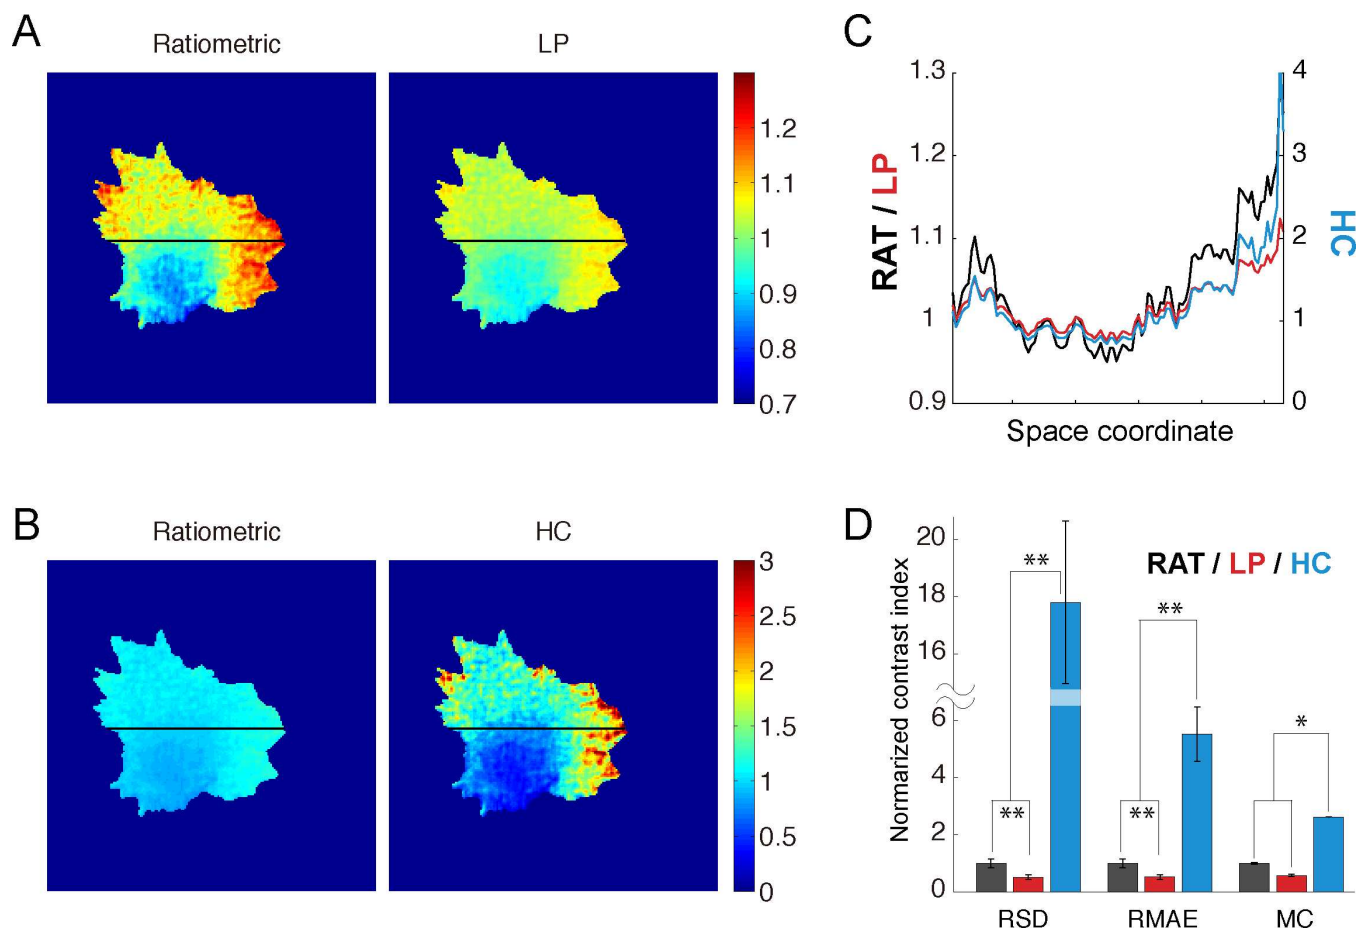 A
Ratiometric
LP
1.2
1.1
1
0.9
0.8
0.7
B
Ratiometric
HC
3
2.5
2
1.5
1
0.5
0
C
1.3
1.2
1.1
1
0.9
RAT / LP
4
3
2
1
0
HC
Space coordinate
D
Normarized contrast index
20
18
16
6
4
2
0
RAT / LP / HC
**
**
**
**
*
RSD
RMAE
MC